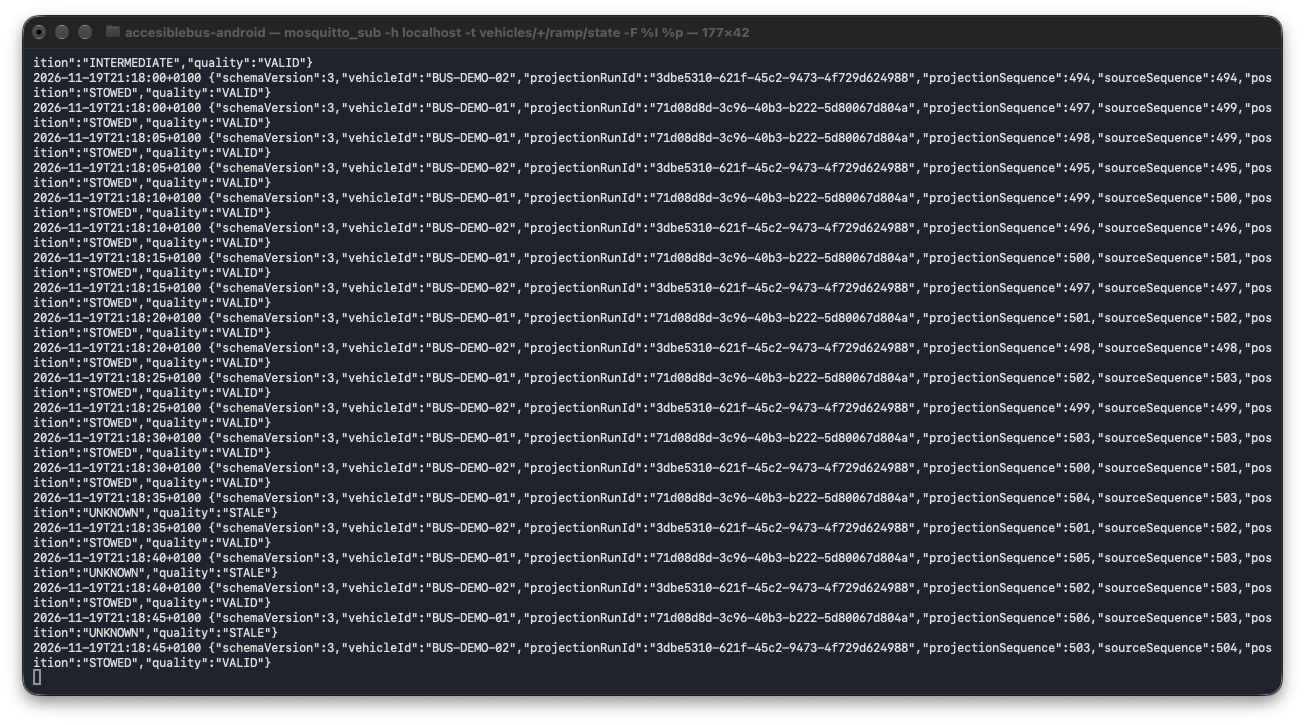 accesiblebus-android — mosquitto_sub -h localhost -t vehicles/+/ramp/state -F %I %p — 177×42
ition":"INTERMEDIATE","quality":"VALID"}
2026-11-19T21:18:00+0100 {"schemaVersion":3,"vehicleId":"BUS-DEMO-02","projectionRunId":"3dbe5310-621f-45c2-9473-4f729d624988","projectionSequence":494,"sourceSequence":494,"pos
ition":"STOWED","quality":"VALID"}
2026-11-19T21:18:00+0100 {"schemaVersion":3,"vehicleId":"BUS-DEMO-01","projectionRunId":"71d08d8d-3c96-40b3-b222-5d80067d804a","projectionSequence":497,"sourceSequence":499,"pos
ition":"STOWED","quality":"VALID"}
2026-11-19T21:18:05+0100 {"schemaVersion":3,"vehicleId":"BUS-DEMO-01","projectionRunId":"71d08d8d-3c96-40b3-b222-5d80067d804a","projectionSequence":498,"sourceSequence":499,"pos
ition":"STOWED","quality":"VALID"}
2026-11-19T21:18:05+0100 {"schemaVersion":3,"vehicleId":"BUS-DEMO-02","projectionRunId":"3dbe5310-621f-45c2-9473-4f729d624988","projectionSequence":495,"sourceSequence":495,"pos
ition":"STOWED","quality":"VALID"}
2026-11-19T21:18:10+0100 {"schemaVersion":3,"vehicleId":"BUS-DEMO-01","projectionRunId":"71d08d8d-3c96-40b3-b222-5d80067d804a","projectionSequence":499,"sourceSequence":500,"pos
ition":"STOWED","quality":"VALID"}
2026-11-19T21:18:10+0100 {"schemaVersion":3,"vehicleId":"BUS-DEMO-02","projectionRunId":"3dbe5310-621f-45c2-9473-4f729d624988","projectionSequence":496,"sourceSequence":496,"pos
ition":"STOWED","quality":"VALID"}
2026-11-19T21:18:15+0100 {"schemaVersion":3,"vehicleId":"BUS-DEMO-01","projectionRunId":"71d08d8d-3c96-40b3-b222-5d80067d804a","projectionSequence":500,"sourceSequence":501,"pos
ition":"STOWED","quality":"VALID"}
2026-11-19T21:18:15+0100 {"schemaVersion":3,"vehicleId":"BUS-DEMO-02","projectionRunId":"3dbe5310-621f-45c2-9473-4f729d624988","projectionSequence":497,"sourceSequence":497,"pos
ition":"STOWED","quality":"VALID"}
2026-11-19T21:18:20+0100 {"schemaVersion":3,"vehicleId":"BUS-DEMO-01","projectionRunId":"71d08d8d-3c96-40b3-b222-5d80067d804a","projectionSequence":501,"sourceSequence":502,"pos
ition":"STOWED","quality":"VALID"}
2026-11-19T21:18:20+0100 {"schemaVersion":3,"vehicleId":"BUS-DEMO-02","projectionRunId":"3dbe5310-621f-45c2-9473-4f729d624988","projectionSequence":498,"sourceSequence":498,"pos
ition":"STOWED","quality":"VALID"}
2026-11-19T21:18:25+0100 {"schemaVersion":3,"vehicleId":"BUS-DEMO-01","projectionRunId":"71d08d8d-3c96-40b3-b222-5d80067d804a","projectionSequence":502,"sourceSequence":503,"pos
ition":"STOWED","quality":"VALID"}
2026-11-19T21:18:25+0100 {"schemaVersion":3,"vehicleId":"BUS-DEMO-02","projectionRunId":"3dbe5310-621f-45c2-9473-4f729d624988","projectionSequence":499,"sourceSequence":499,"pos
ition":"STOWED","quality":"VALID"}
2026-11-19T21:18:30+0100 {"schemaVersion":3,"vehicleId":"BUS-DEMO-01","projectionRunId":"71d08d8d-3c96-40b3-b222-5d80067d804a","projectionSequence":503,"sourceSequence":503,"pos
ition":"STOWED","quality":"VALID"}
2026-11-19T21:18:30+0100 {"schemaVersion":3,"vehicleId":"BUS-DEMO-02","projectionRunId":"3dbe5310-621f-45c2-9473-4f729d624988","projectionSequence":500,"sourceSequence":501,"pos
ition":"STOWED","quality":"VALID"}
2026-11-19T21:18:35+0100 {"schemaVersion":3,"vehicleId":"BUS-DEMO-01","projectionRunId":"71d08d8d-3c96-40b3-b222-5d80067d804a","projectionSequence":504,"sourceSequence":503,"pos
ition":"UNKNOWN","quality":"STALE"}
2026-11-19T21:18:35+0100 {"schemaVersion":3,"vehicleId":"BUS-DEMO-02","projectionRunId":"3dbe5310-621f-45c2-9473-4f729d624988","projectionSequence":501,"sourceSequence":502,"pos
ition":"STOWED","quality":"VALID"}
2026-11-19T21:18:40+0100 {"schemaVersion":3,"vehicleId":"BUS-DEMO-01","projectionRunId":"71d08d8d-3c96-40b3-b222-5d80067d804a","projectionSequence":505,"sourceSequence":503,"pos
ition":"UNKNOWN","quality":"STALE"}
2026-11-19T21:18:40+0100 {"schemaVersion":3,"vehicleId":"BUS-DEMO-02","projectionRunId":"3dbe5310-621f-45c2-9473-4f729d624988","projectionSequence":502,"sourceSequence":503,"pos
ition":"STOWED","quality":"VALID"}
2026-11-19T21:18:45+0100 {"schemaVersion":3,"vehicleId":"BUS-DEMO-01","projectionRunId":"71d08d8d-3c96-40b3-b222-5d80067d804a","projectionSequence":506,"sourceSequence":503,"pos
ition":"UNKNOWN","quality":"STALE"}
2026-11-19T21:18:45+0100 {"schemaVersion":3,"vehicleId":"BUS-DEMO-02","projectionRunId":"3dbe5310-621f-45c2-9473-4f729d624988","projectionSequence":503,"sourceSequence":504,"pos
ition":"STOWED","quality":"VALID"}